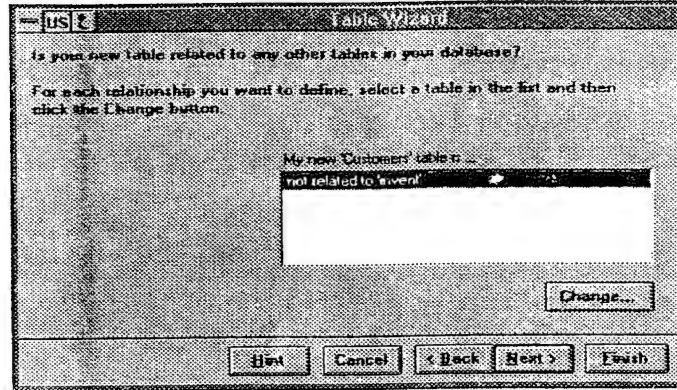 US
Table Wizard
Is your new table related to any other tables in your database?
For each relationship you want to define, select a table in the list and then
click the Change button.
My new 'Customers' table is ...
not related to 'invent'
Change...
Hint
Cancel
< Back
Next >
Finish